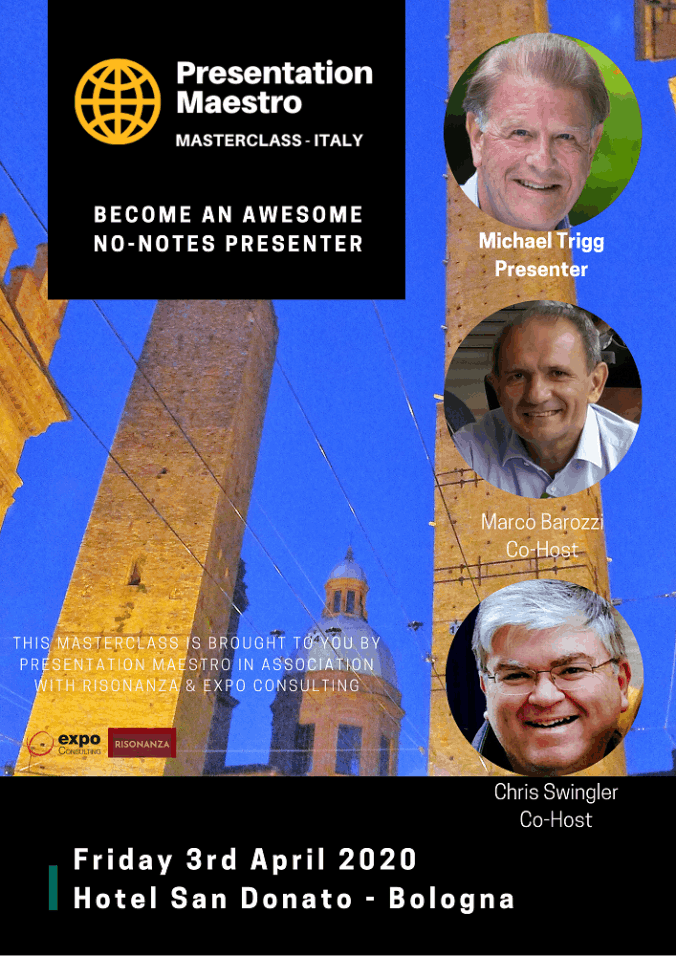 Presentation
Maestro
MASTERCLASS - ITALY
BECOME AN AWESOME
NO-NOTES PRESENTER
Michael Trigg
Presenter
Marco Barozzi
Co-Host
THIS MASTERCLASS IS BROUGHT TO YOU BY
PRESENTATION MAESTRO IN ASSOCIATION
WITH RISONANZA & EXPO CONSULTING
expo
CONSULTING
RISONANZA
Chris Swingler
Co-Host
Friday 3rd April 2020
Hotel San Donato - Bologna